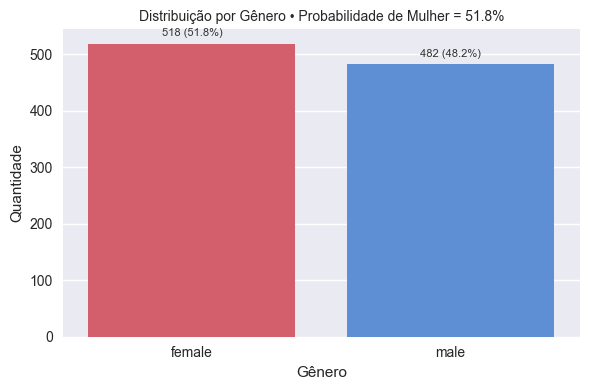 Distribuição por Gênero • Probabilidade de Mulher = 51.8%
518 (51.8%)
482 (48.2%)
500
400
300
200
100
0
Quantidade
female
male
Gênero